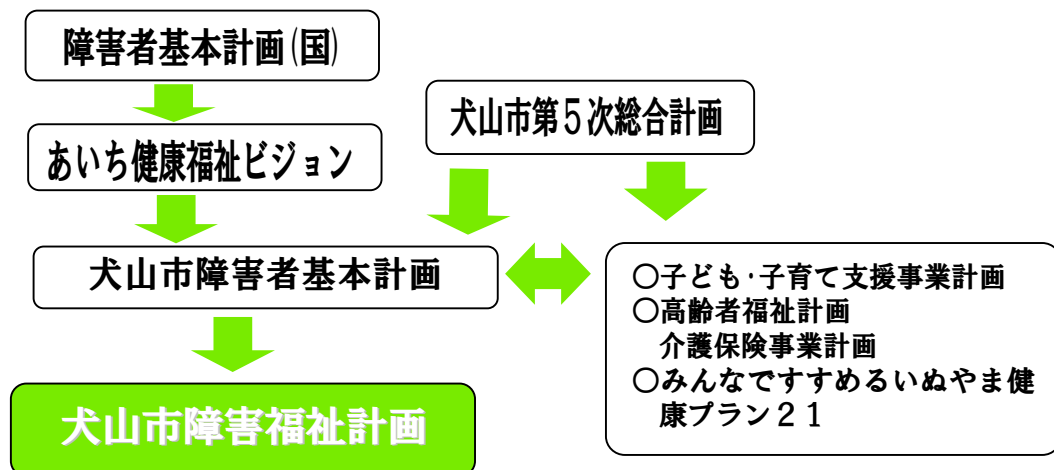 障害者基本計画(国)
犬山市第５次総合計画
あいち健康福祉ビジョン
犬山市障害者基本計画
○子ども・子育て支援事業計画
○高齢者福祉計画
介護保険事業計画
○みんなですすめるいぬやま健
康プラン２１
犬山市障害福祉計画